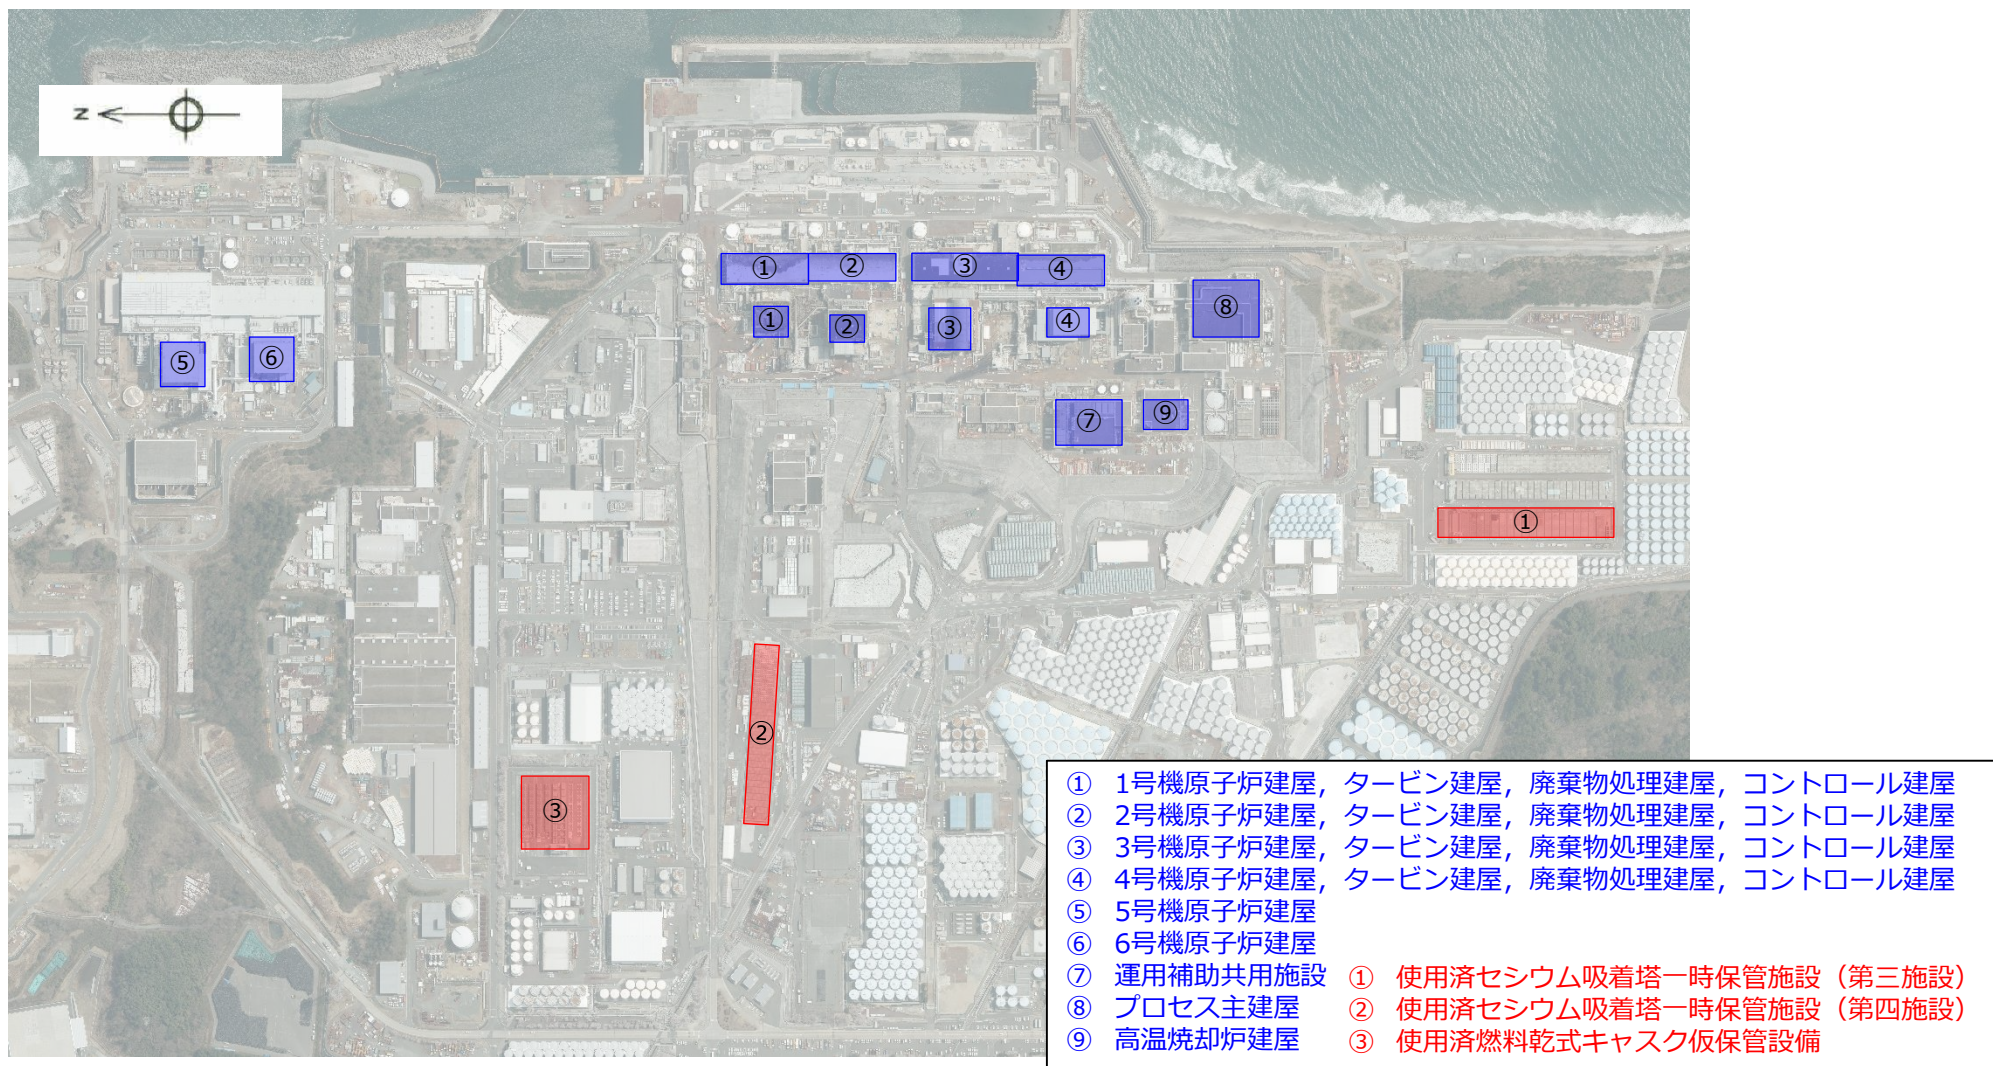 N
① ② ③ ④
⑧
① ② ③ ④
⑤ ⑥
⑦ ⑨
①
②
③
① 1号機原子炉建屋，タービン建屋，廃棄物処理建屋，コントロール建屋
② 2号機原子炉建屋，タービン建屋，廃棄物処理建屋，コントロール建屋
③ 3号機原子炉建屋，タービン建屋，廃棄物処理建屋，コントロール建屋
④ 4号機原子炉建屋，タービン建屋，廃棄物処理建屋，コントロール建屋
⑤ 5号機原子炉建屋
⑥ 6号機原子炉建屋
⑦ 運用補助共用施設
⑧ プロセス主建屋
⑨ 高温焼却炉建屋
① 使用済セシウム吸着塔一時保管施設（第三施設）
② 使用済セシウム吸着塔一時保管施設（第四施設）
③ 使用済燃料乾式キャスク仮保管設備